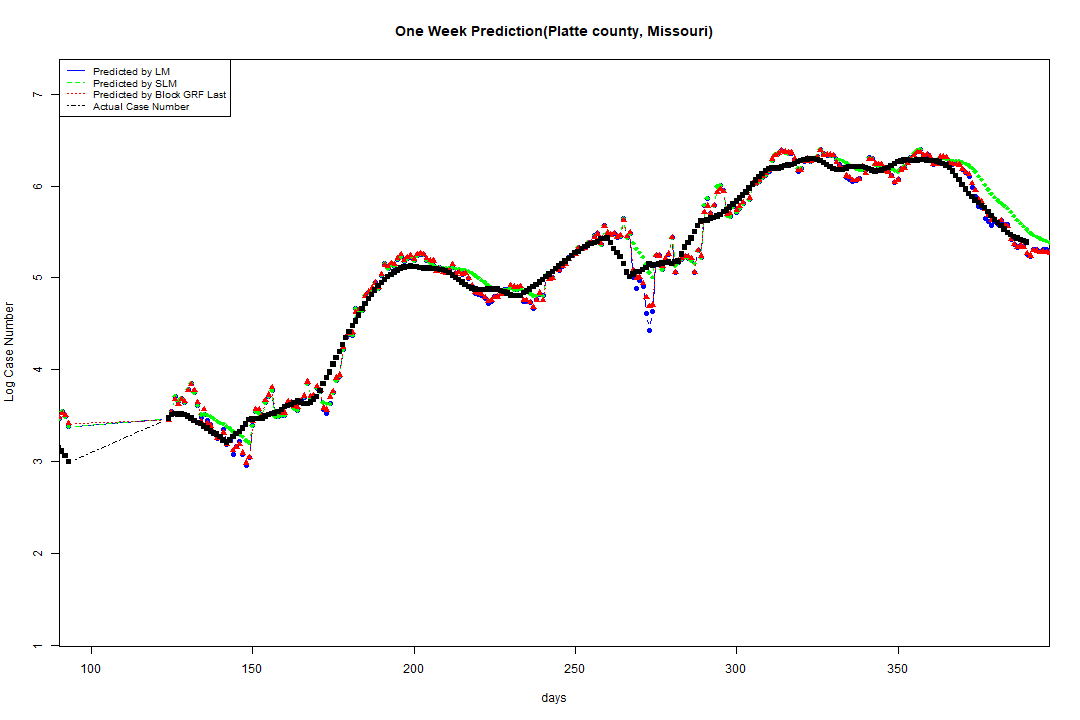 One Week Prediction(Platte county, Missouri)
Predicted by LM
Predicted by SLM
Predicted by Block GRF Last
Actual Case Number
7
6
5
4
3
2
1
Log Case Number
100 150 200 250 300 350
days